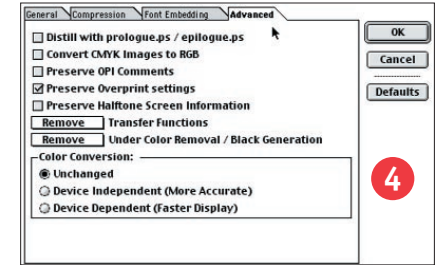 General Compression Font Embedding Advanced
Distill with prologue.ps / epilogue.ps
Convert CMYK Images to RGB
Preserve OPI Comments
Preserve Overprint settings
Preserve Halftone Screen Information
Remove Transfer Functions
Remove Under Color Removal / Black Generation
Color Conversion:
Unchanged
Device Independent (More Accurate)
Device Dependent (Faster Display)
OK
Cancel
Defaults
4